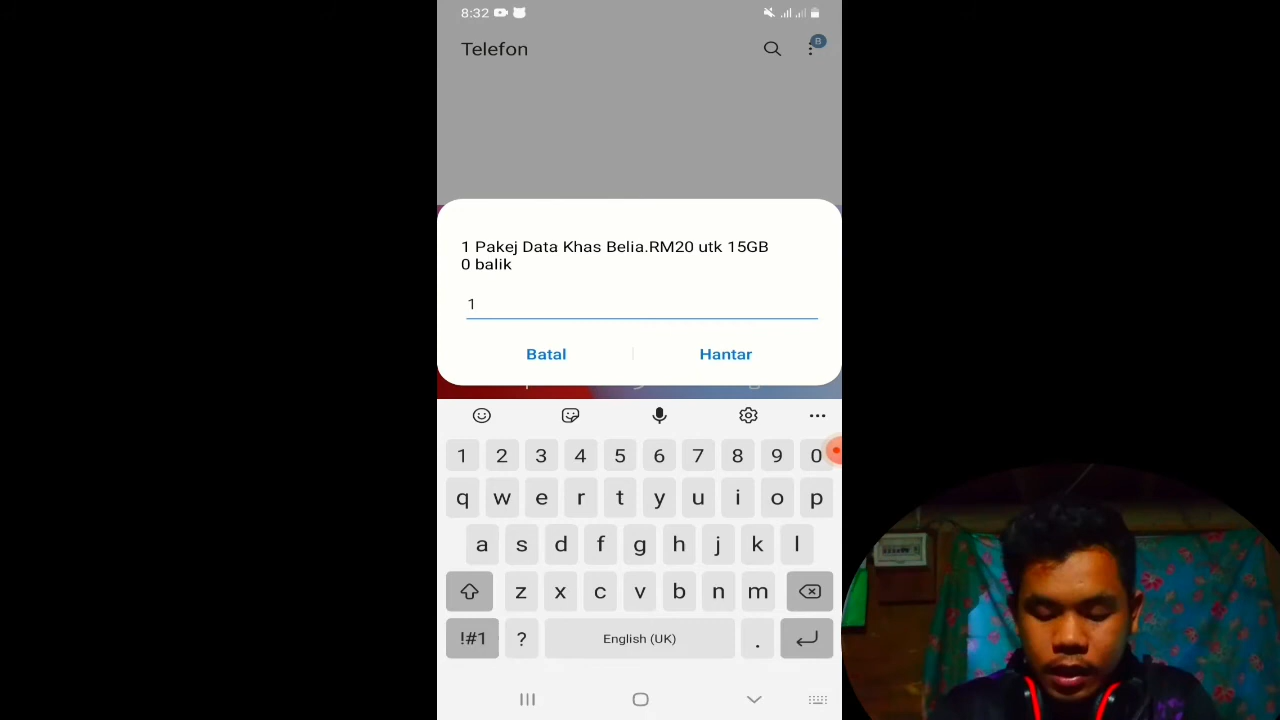 8:32
Telefon
B
1 Pakej Data Khas Belia.RM20 utk 15GB
0 balik
1
Batal
Hantar
1 2 3 4 5 6 7 8 9 0
q w e r t y u i o p
a s d f g h j k l
z x c v b n m
!#1 ? English (UK) .